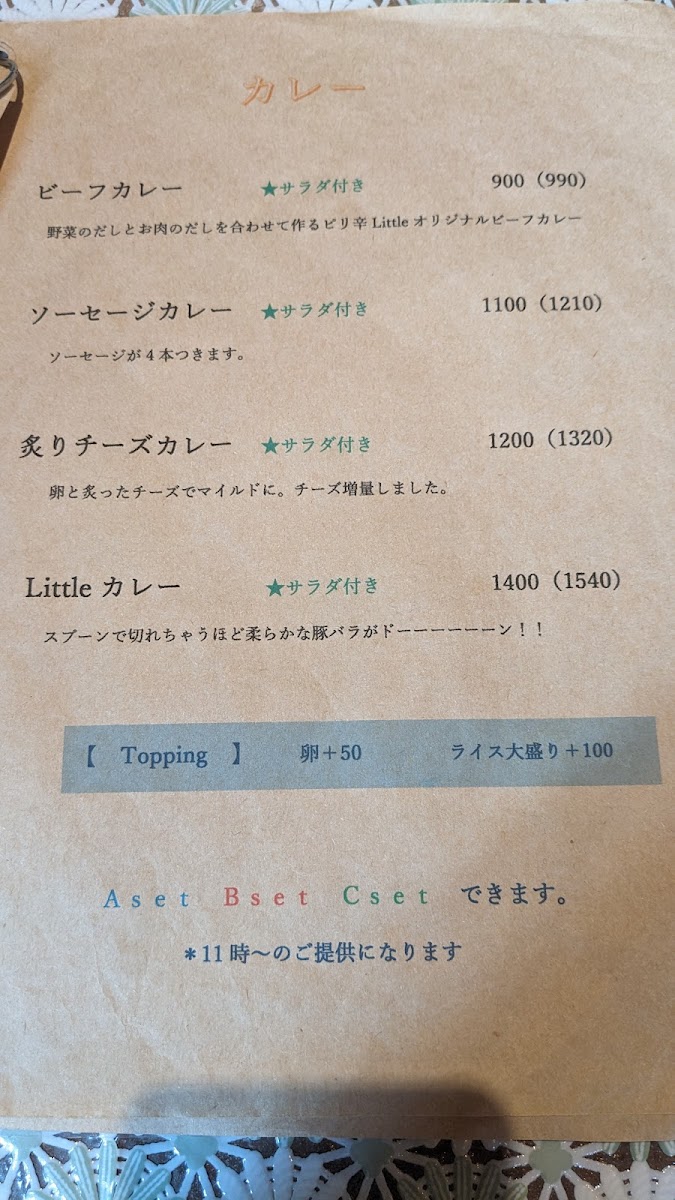 カレー
ビーフカレー ★サラダ付き 900（990）
野菜のだしとお肉のだしを合わせて作るピリ辛 Little オリジナルビーフカレー
ソーセージカレー ★サラダ付き 1100（1210）
ソーセージが 4 本つきます。
炙りチーズカレー ★サラダ付き 1200（1320）
卵と炙ったチーズでマイルドに。チーズ増量しました。
Little カレー ★サラダ付き 1400（1540）
スプーンで切れちゃうほど柔らかな豚バラがドーーーーーーン！！
【 Topping 】 卵＋50 ライス大盛り＋100
Aset Bset Cset できます。
＊11 時～のご提供になります